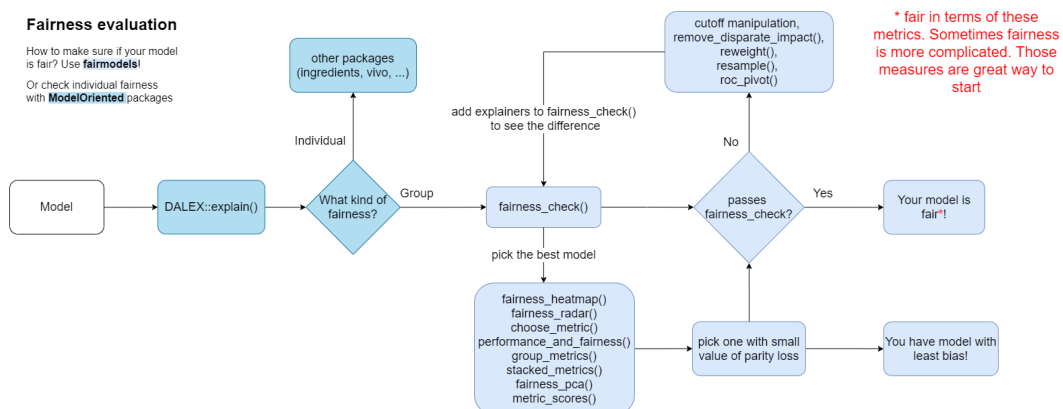 Fairness evaluation
How to make sure if your model
is fair? Use fairmodels!
Or check individual fairness
with ModelOriented packages
other packages
(ingredients, vivo, ...)
cutoff manipulation,
remove_disparate_impact(),
reweight(),
resample(),
roc_pivot()
* fair in terms of these
metrics. Sometimes fairness
is more complicated. Those
measures are great way to
start
add explainers to fairness_check()
to see the difference
Individual
No
Model
DALEX::explain()
What kind of
fairness?
Group
fairness_check()
passes
fairness_check?
Yes
Your model is
fair*!
pick the best model
fairness_heatmap()
fairness_radar()
choose_metric()
performance_and_fairness()
group_metrics()
stacked_metrics()
fairness_pca()
metric_scores()
pick one with small
value of parity loss
You have model with
least bias!